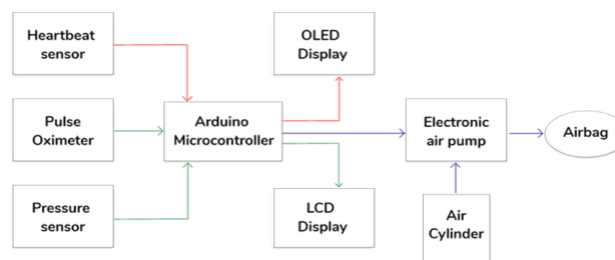 Heartbeat
sensor
OLED
Display
Pulse
Oximeter
Arduino
Microcontroller
Electronic
air pump
Airbag
Pressure
sensor
LCD
Display
Air
Cylinder